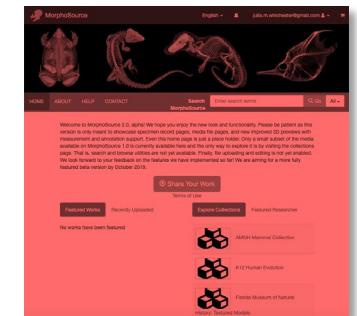 MorphoSource
English
julia.m.winchester@gmail.com
HOME ABOUT HELP CONTACT
Search MorphoSource
Enter search terms
Go
All
Welcome to MorphoSource 2.0, alpha! We hope you enjoy the new look and functionality. Please be patient as this
version is only meant to showcase specimen record pages, media file pages, and new improved 3D previews with
measurement and annotation support. Even this home page is just a place holder. Only a small subset of the media
available on MorphoSource 1.0 is currently available here and the only way to explore it is by visiting the collections
page. That is, search and browse utilities are not yet available. Finally, file uploading and editing is not yet enabled.
We look forward to your feedback on the features we have implemented so far! We are aiming for a more fully
featured beta version by October 2019.
Share Your Work
Terms of Use
Featured Works Recently Uploaded
Explore Collections Featured Researcher
No works have been featured
AMNH Mammal Collection
K12 Human Evolution
Florida Museum of Natural
History: Textured Models